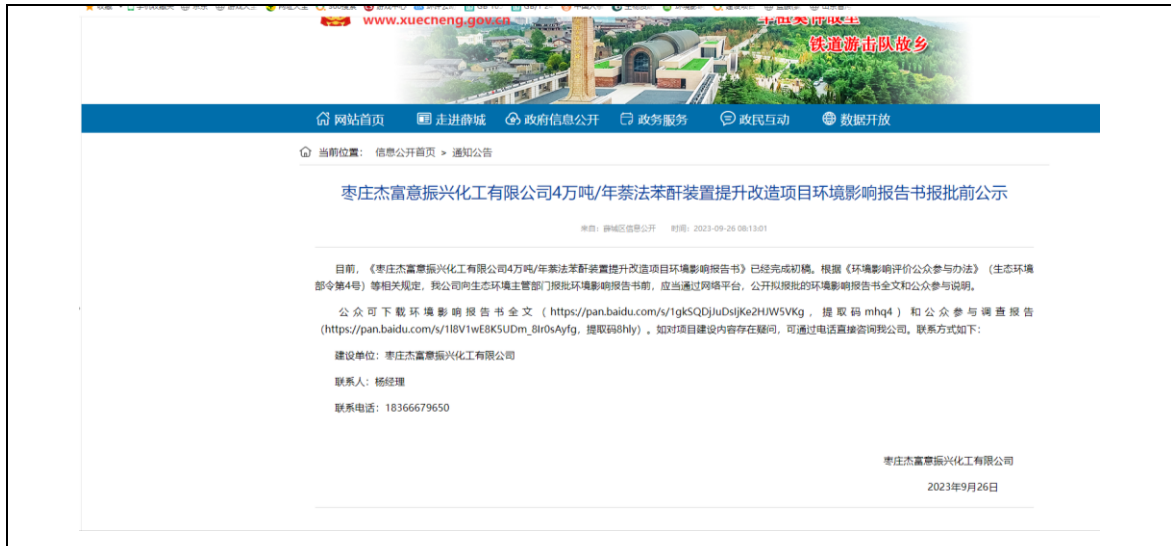 www.xuecheng.gov.cn
铁道游击队故乡
网站首页 走进薛城 政府信息公开 政务服务 政民互动 数据开放
当前位置： 信息公开首页 > 通知公告
枣庄杰富意振兴化工有限公司4万吨/年萘法苯酐装置提升改造项目环境影响报告书报批前公示
来自：薛城区信息公开 时间：2023-09-26 08:13:01
目前，《枣庄杰富意振兴化工有限公司4万吨/年萘法苯酐装置提升改造项目环境影响报告书》已经完成初稿。根据《环境影响评价公众参与办法》（生态环境
部令第4号）等相关规定，我公司向生态环境主管部门报批环境影响报告书前，应当通过网络平台，公开拟报批的环境影响报告书全文和公众参与说明。
公众可下载环境影响报告书全文（https://pan.baidu.com/s/1gkSQDjJuDsIjKe2HJW5VKg，提取码mhq4）和公众参与调查报告
（https://pan.baidu.com/s/1l8V1wE8K5UDm_8Ir0sAyfg，提取码8hly）。如对项目建设内容存在疑问，可通过电话直接咨询我公司。联系方式如下：
建设单位：枣庄杰富意振兴化工有限公司
联系人：杨经理
联系电话：18366679650
枣庄杰富意振兴化工有限公司
2023年9月26日